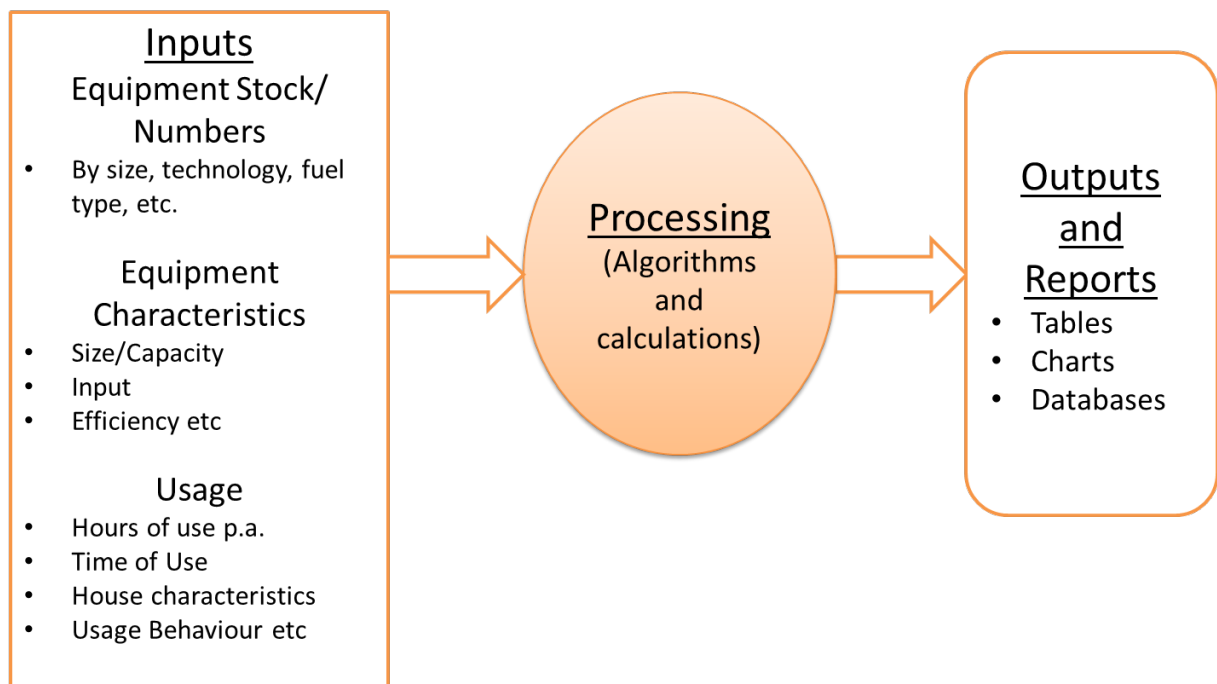 Inputs
Equipment Stock/
Numbers
• By size, technology, fuel
type, etc.
Equipment
Characteristics
• Size/Capacity
• Input
• Efficiency etc
Usage
• Hours of use p.a.
• Time of Use
• House characteristics
• Usage Behaviour etc
Processing
(Algorithms
and
calculations)
Outputs
and
Reports
• Tables
• Charts
• Databases